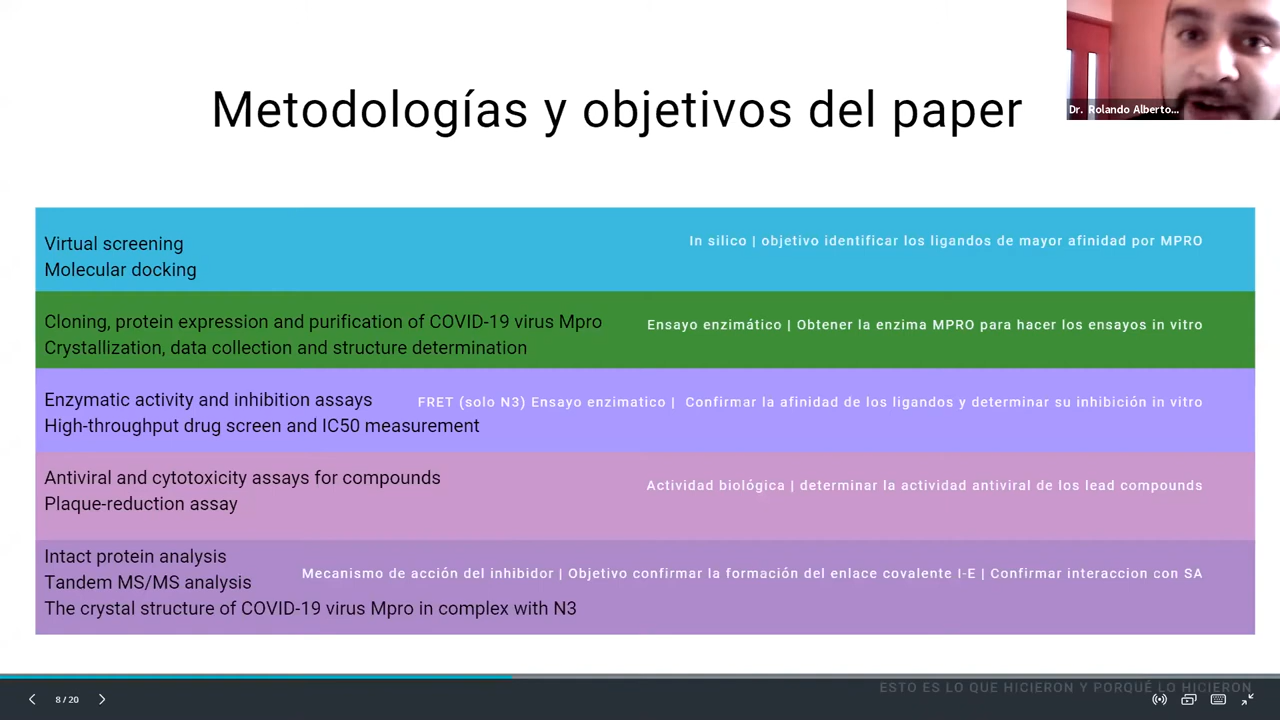 Metodologías y objetivos del paper
Dr. Rolando Alberto...
Virtual screening
Molecular docking
In silico | objetivo identificar los ligandos de mayor afinidad por MPRO
Cloning, protein expression and purification of COVID-19 virus Mpro
Crystallization, data collection and structure determination
Ensayo enzimático | Obtener la enzima MPRO para hacer los ensayos in vitro
Enzymatic activity and inhibition assays
High-throughput drug screen and IC50 measurement
FRET (solo N3) Ensayo enzimatico | Confirmar la afinidad de los ligandos y determinar su inhibición in vitro
Antiviral and cytotoxicity assays for compounds
Plaque-reduction assay
Actividad biológica | determinar la actividad antiviral de los lead compounds
Intact protein analysis
Tandem MS/MS analysis
The crystal structure of COVID-19 virus Mpro in complex with N3
Mecanismo de acción del inhibidor | Objetivo confirmar la formación del enlace covalente I-E | Confirmar interaccion con SA
ESTO ES LO QUE HICIERON Y PORQUÉ LO HICIERON
8 / 20